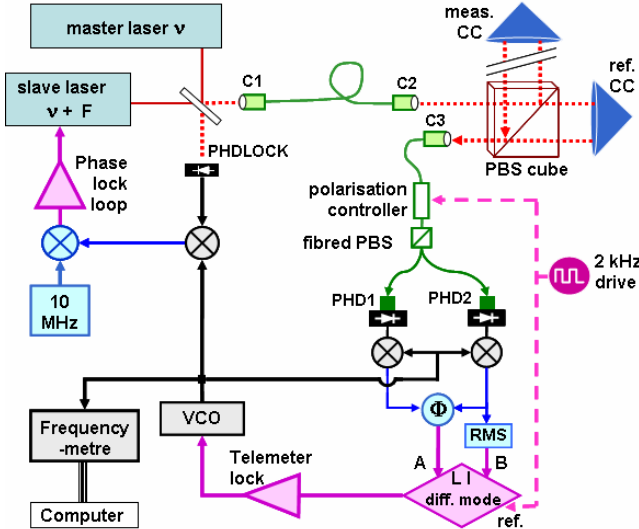 master laser ν
meas.
CC
slave laser
ν + F
C1
C2
ref.
CC
C3
PHDLOCK
PBS cube
Phase
lock
loop
polarisation
controller
fibred PBS
2 kHz
drive
10
MHz
PHD1
PHD2
VCO
Φ
Frequency
-metre
RMS
Telemeter
lock
A
B
L I
diff. mode
ref.
Computer